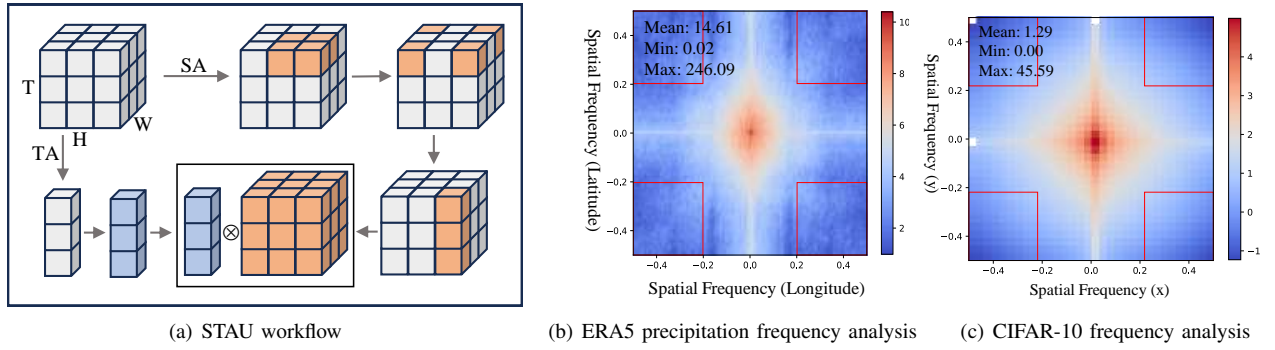 T
SA
H
W
TA
⊗
(a) STAU workflow
Mean: 14.61
Min: 0.02
Max: 246.09
Spatial Frequency (Latitude)
0.4
0.2
0.0
−0.2
−0.4
−0.4 −0.2 0.0 0.2 0.4
Spatial Frequency (Longitude)
10
8
6
4
2
(b) ERA5 precipitation frequency analysis
Mean: 1.29
Min: 0.00
Max: 45.59
Spatial Frequency (y)
0.4
0.2
0.0
−0.2
−0.4
−0.4 −0.2 0.0 0.2 0.4
Spatial Frequency (x)
4
3
2
1
0
−1
(c) CIFAR-10 frequency analysis